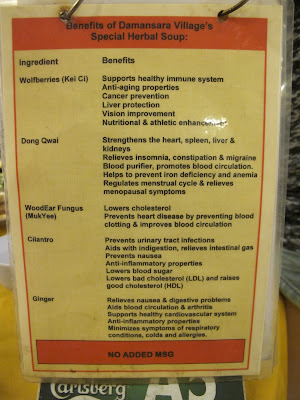 Benefits of Damansara Village's
Special Herbal Soup:
Ingredient Benefits
Wolfberries (Kei Ci) Supports healthy immune system
Anti-aging properties
Cancer prevention
Liver protection
Vision improvement
Nutritional & athletic enhancement
Dong Qwai Strengthens the heart, spleen, liver &
kidneys
Relieves insomnia, constipation & migraine
Blood purifier, promotes blood circulation.
Helps to prevent iron deficiency and anemia
Regulates menstrual cycle & relieves
menopausal symptoms
WoodEar Fungus Lowers cholesterol
(MukYee) Prevents heart disease by preventing blood
clotting & improves blood circulation
Cilantro Prevents urinary tract infections
Aids with indigestion, relieves intestinal gas
Prevents nausea
Anti-inflammatory properties
Lowers blood sugar
Lowers bad cholesterol (LDL) and raises
good cholesterol (HDL)
Ginger Relieves nausea & digestive problems
Aids blood circulation & arthritis
Supports healthy cardiovascular system
Anti-inflammatory properties
Minimizes symptoms of respiratory
conditions, colds and allergies.
NO ADDED MSG
Carlsberg